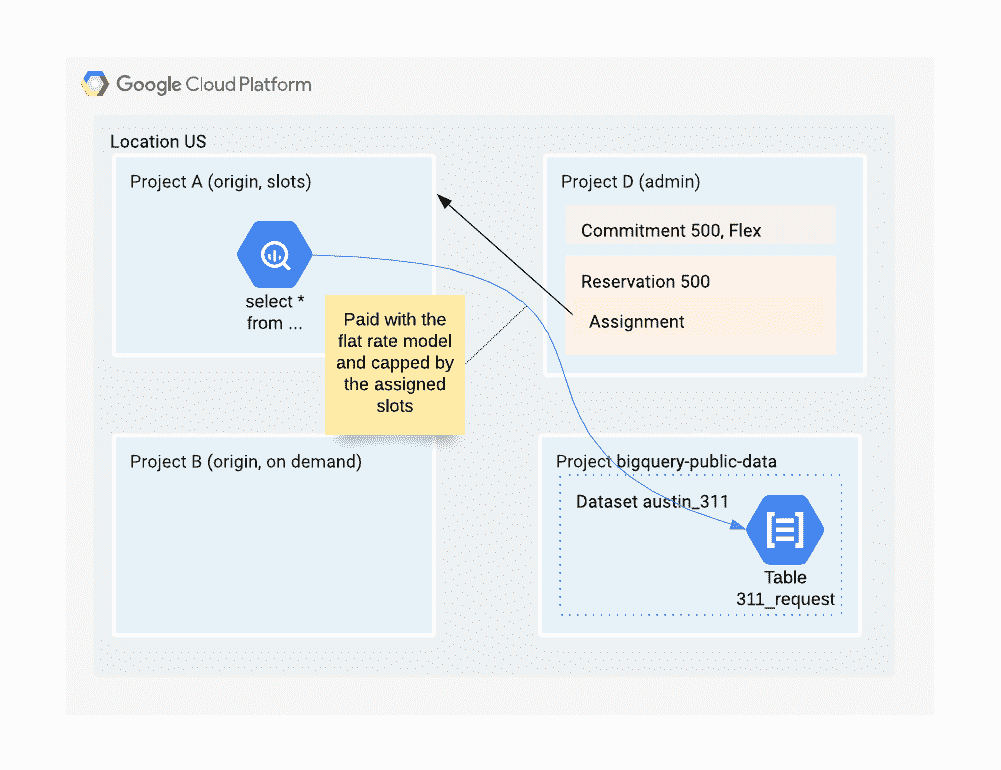 Google Cloud Platform
Location US
Project A (origin, slots)
select *
from ...
Project D (admin)
Commitment 500, Flex
Reservation 500
Assignment
Paid with the
flat rate model
and capped by
the assigned
slots
Project B (origin, on demand)
Project bigquery-public-data
Dataset austin_311
Table
311_request